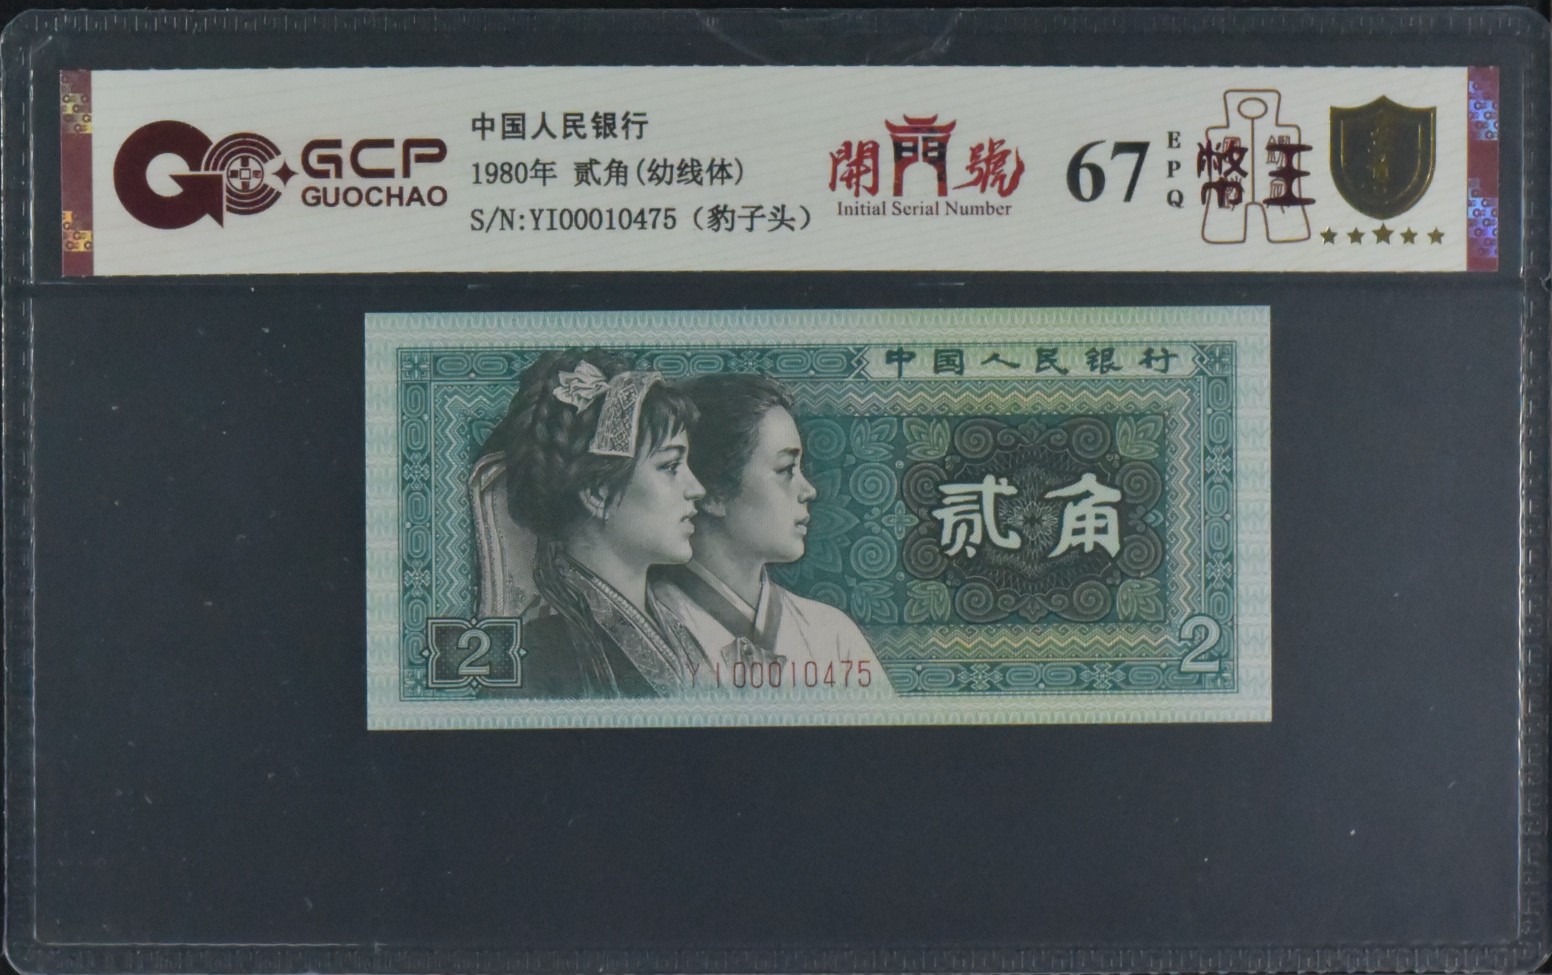 GCP
GUOCHAO
中国人民银行
1980年 贰角(幼线体)
S/N:YI00010475（豹子头）
開門號
Initial Serial Number
67
EPQ
中国人民银行
贰角
2
2
YI00010475